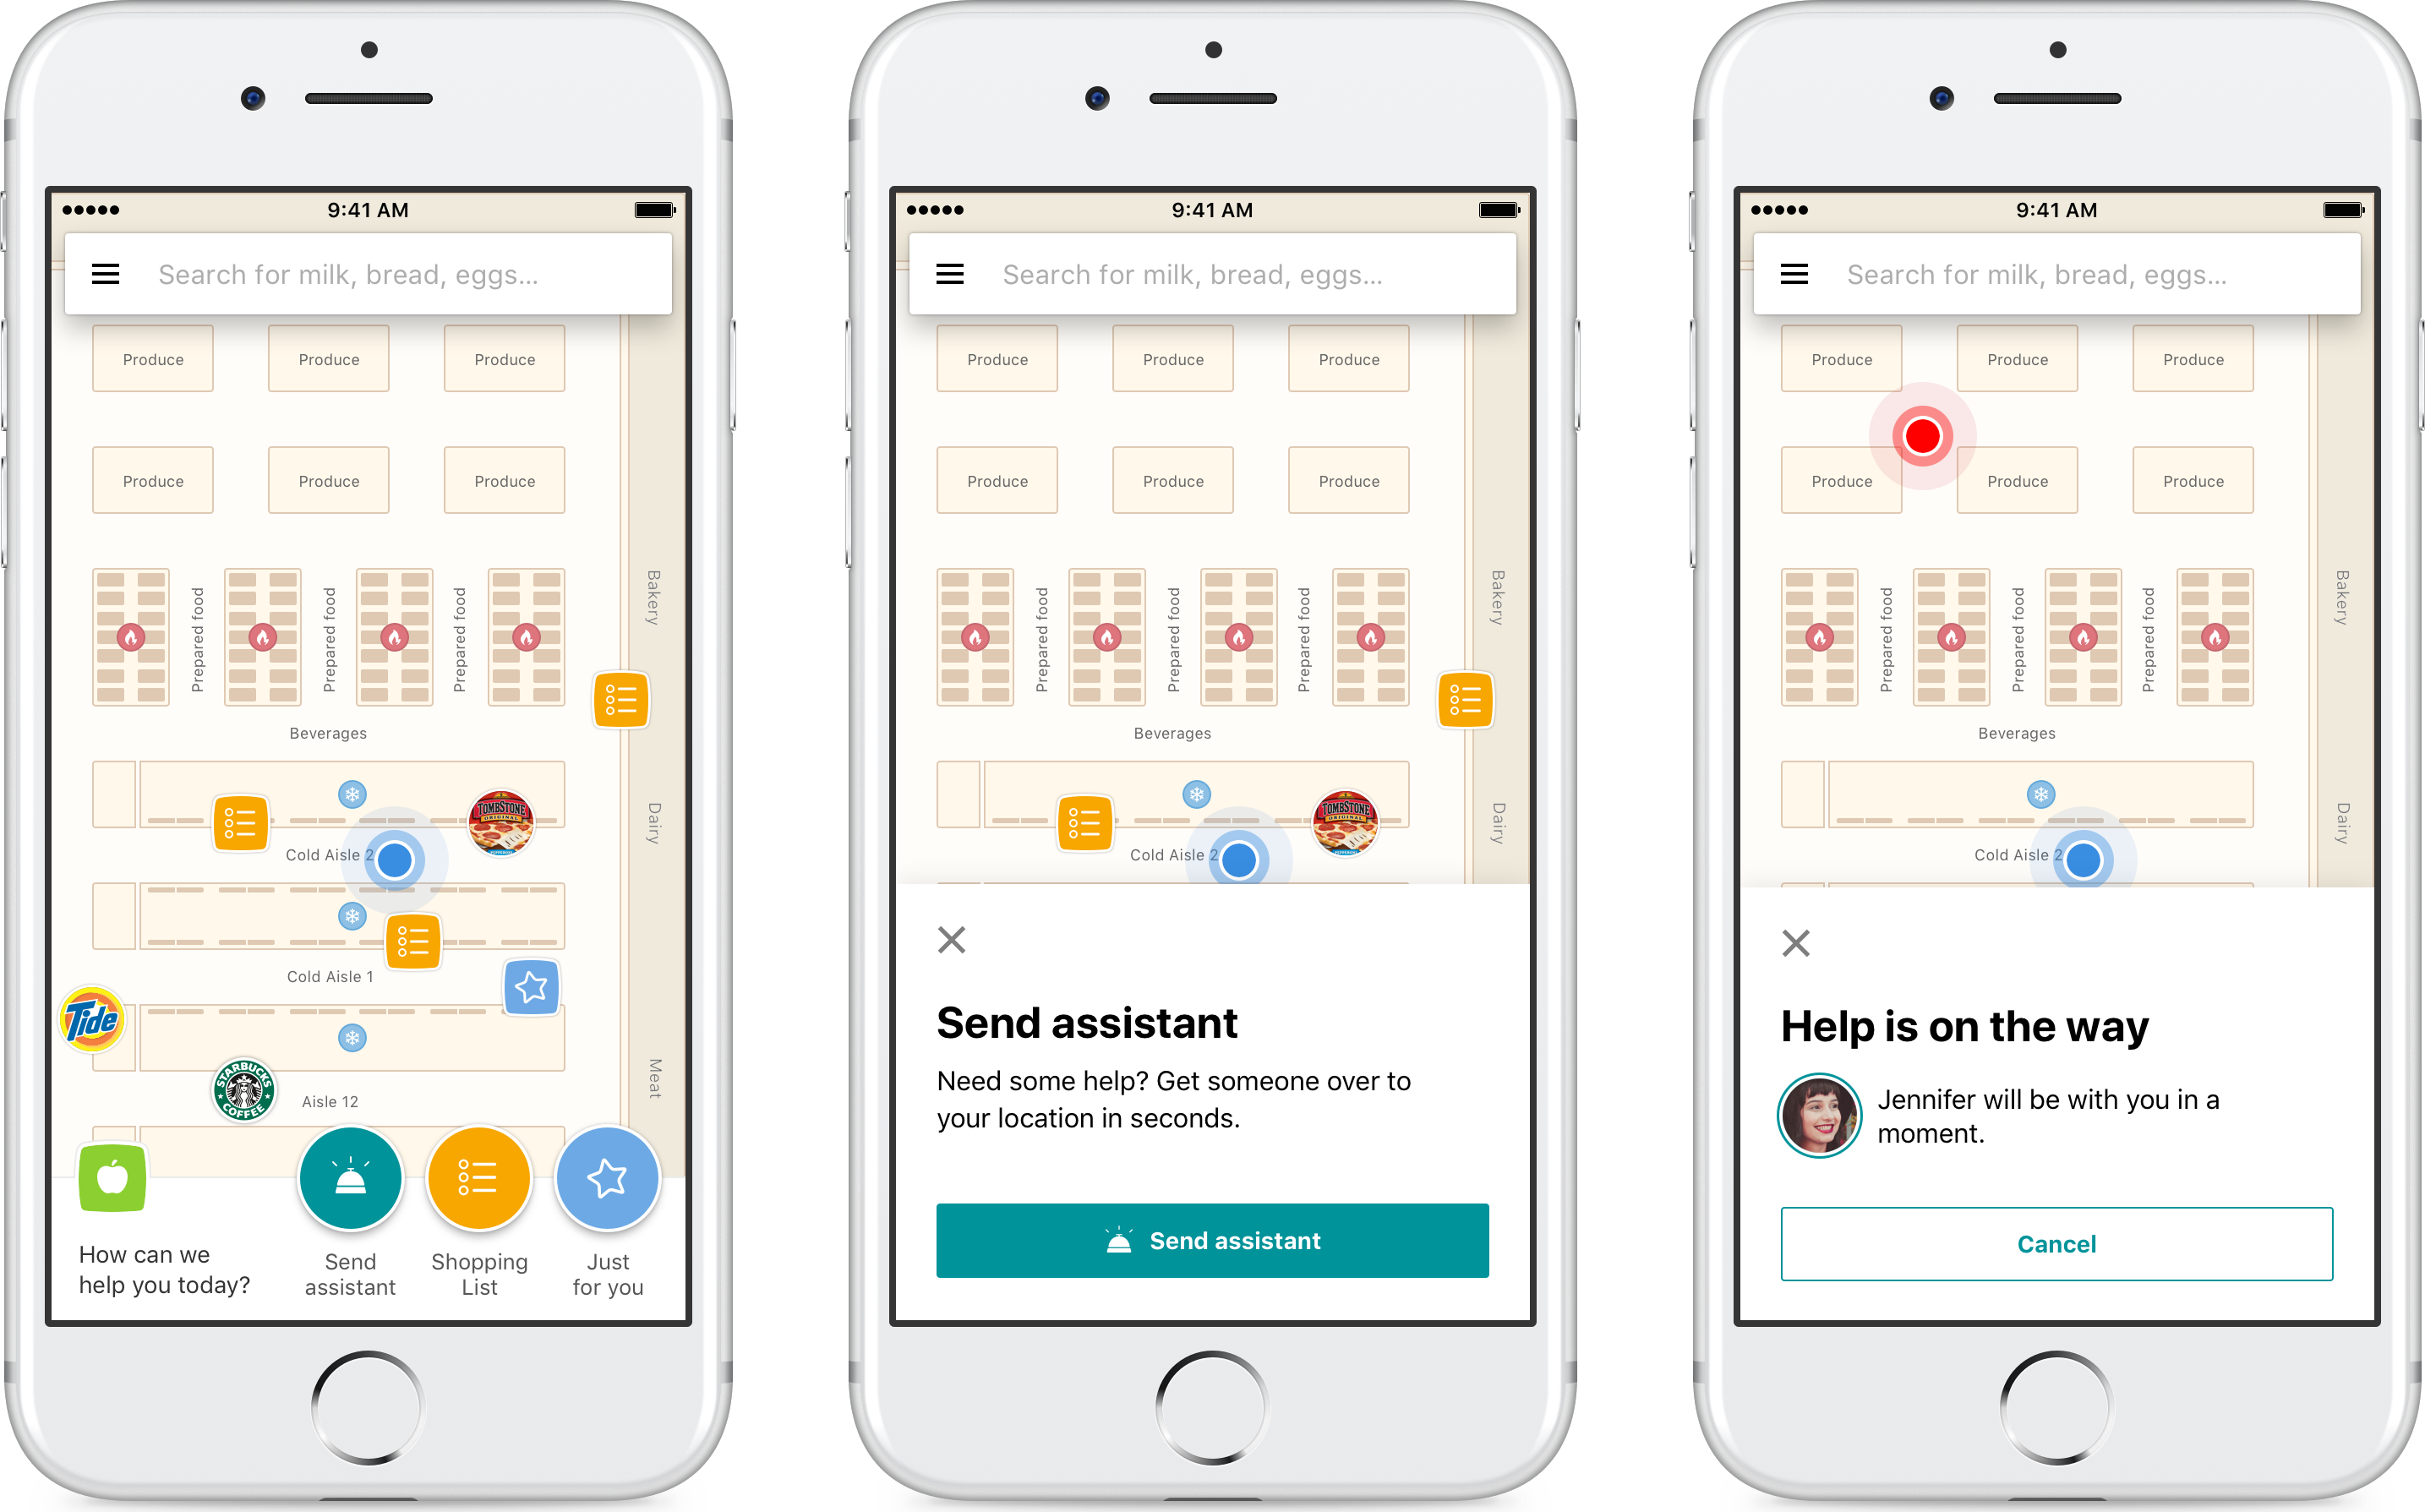 9:41 AM
Search for milk, bread, eggs...
Produce
Produce
Produce
Produce
Produce
Produce
Prepared food
Prepared food
Prepared food
Bakery
Beverages
TOMBSTONE
ORIGINAL
Dairy
Cold Aisle 2
Cold Aisle 1
Tide
STARBUCKS
COFFEE
Aisle 12
Meat
How can we
help you today?
Send
assistant
Shopping
List
Just
for you
9:41 AM
Search for milk, bread, eggs...
Produce
Produce
Produce
Produce
Produce
Produce
Prepared food
Prepared food
Prepared food
Bakery
Beverages
TOMBSTONE
ORIGINAL
Dairy
Cold Aisle 2
Send assistant
Need some help? Get someone over to
your location in seconds.
Send assistant
9:41 AM
Search for milk, bread, eggs...
Produce
Produce
Produce
Produce
Produce
Produce
Prepared food
Prepared food
Prepared food
Bakery
Beverages
Dairy
Cold Aisle 2
Help is on the way
Jennifer will be with you in a
moment.
Cancel